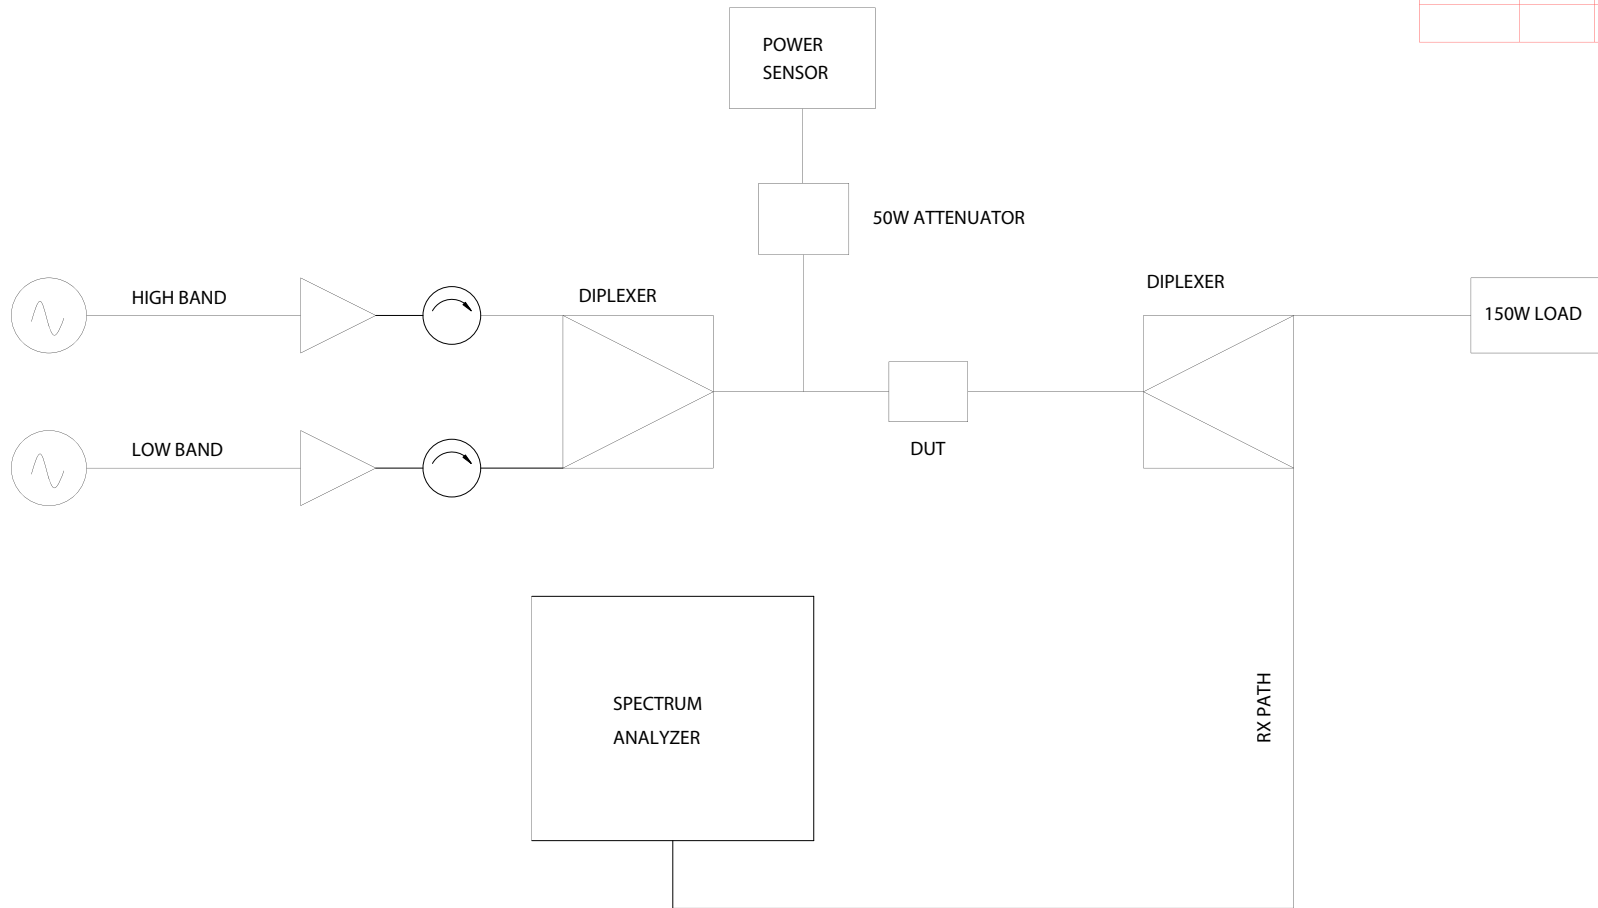 POWER
SENSOR
50W ATTENUATOR
HIGH BAND
DIPLEXER
DIPLEXER
150W LOAD
LOW BAND
DUT
SPECTRUM
ANALYZER
RX PATH